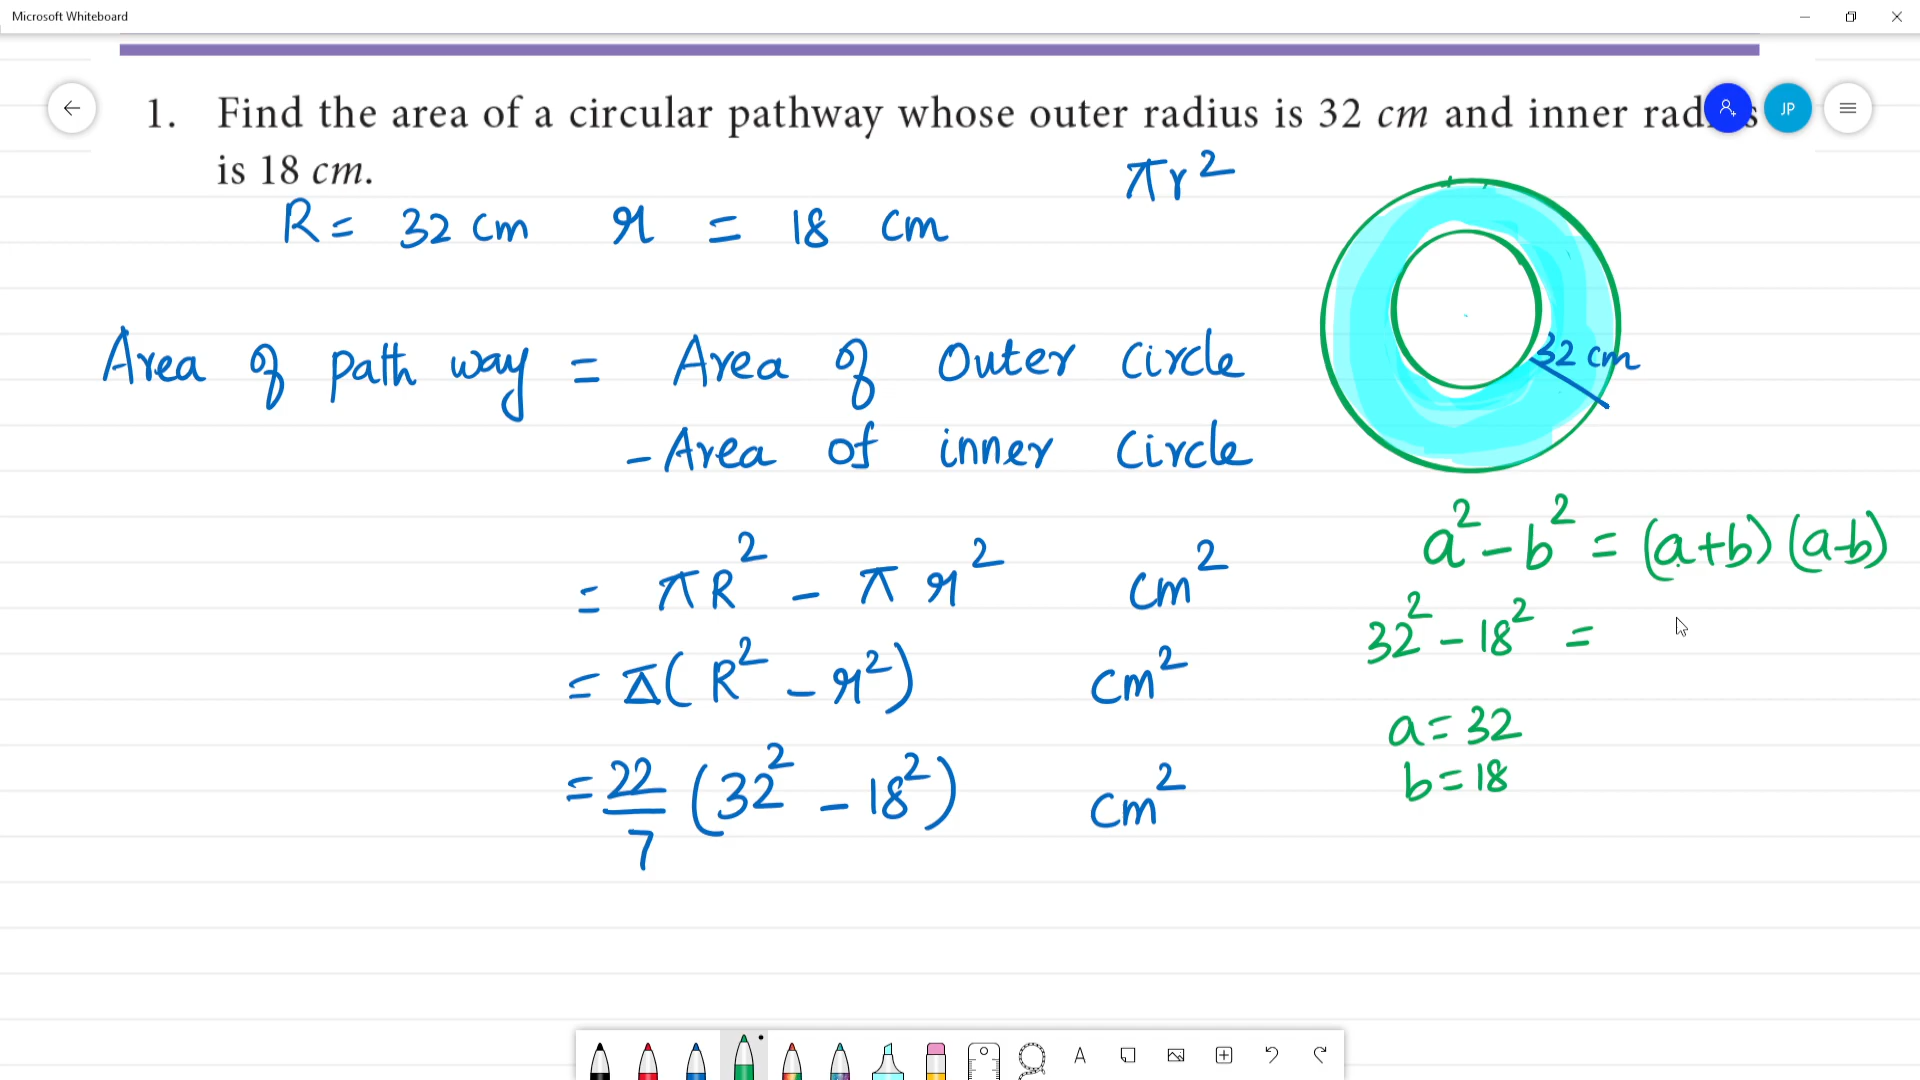 Microsoft Whiteboard
1. Find the area of a circular pathway whose outer radius is 32 cm and inner rad s
JP
is 18 cm.
πr²
R = 32 cm r = 18 cm
32 cm
Area of path way = Area of Outer Circle
- Area of inner Circle
= πR² - πr² cm²
= π(R² - r²) cm²
= 22/7 (32² - 18²) cm²
a² - b² = (a+b)(a-b)
32² - 18² =
a = 32
b = 18
A